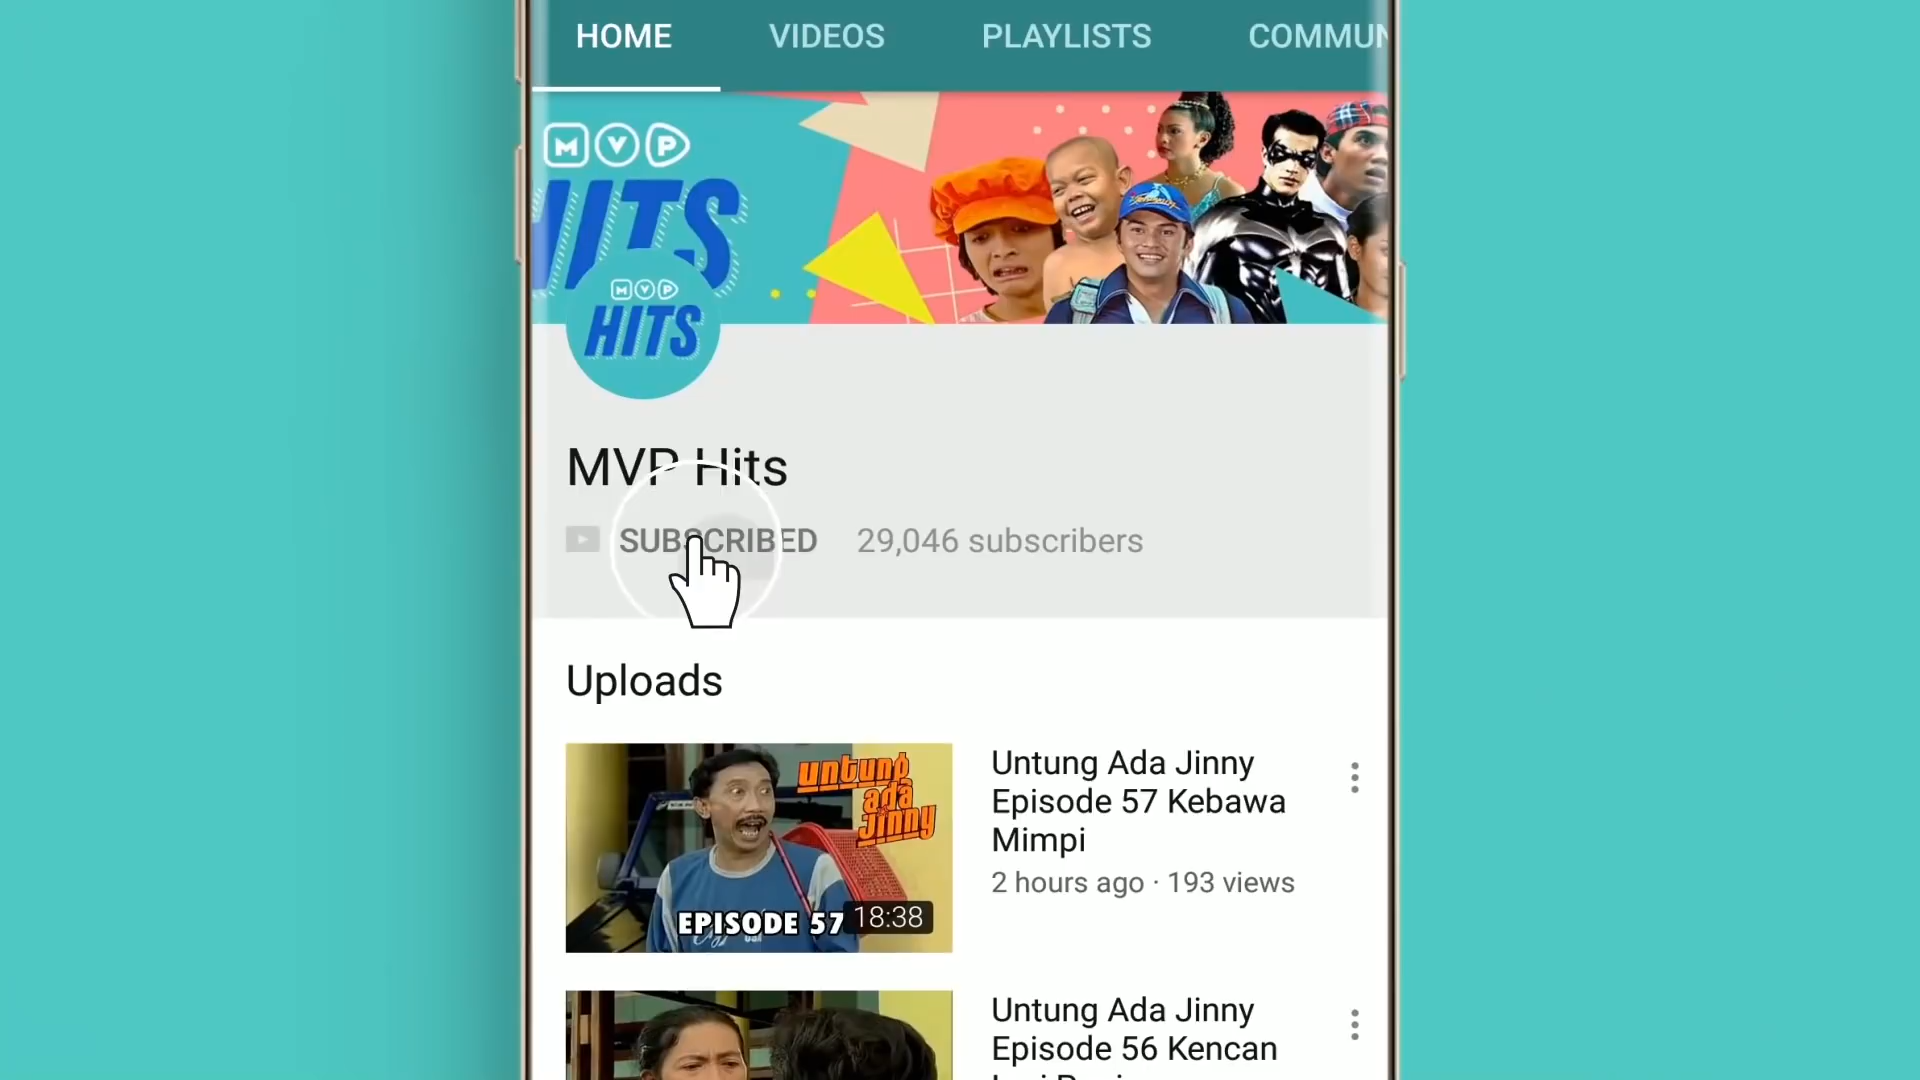 HOME VIDEOS PLAYLISTS COMMUN
MVP
HITS
MVP
HITS
MVP Hits
SUBSCRIBED 29,046 subscribers
Uploads
untung
ada
jinny
EPISODE 57 18:38
Untung Ada Jinny
Episode 57 Kebawa
Mimpi
2 hours ago · 193 views
Untung Ada Jinny
Episode 56 Kencan